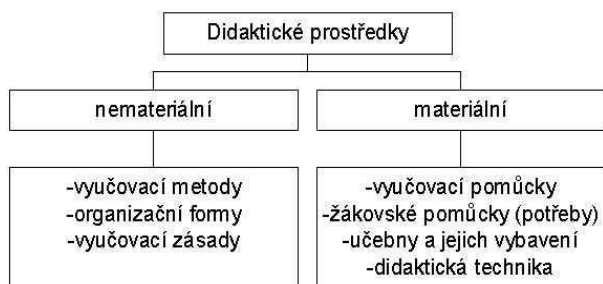 Didaktické prostředky
nemateriální
materiální
-vyučovací metody
-organizační formy
-vyučovací zásady
-vyučovací pomůcky
-žákovské pomůcky (potřeby)
-učebny a jejich vybavení
-didaktická technika